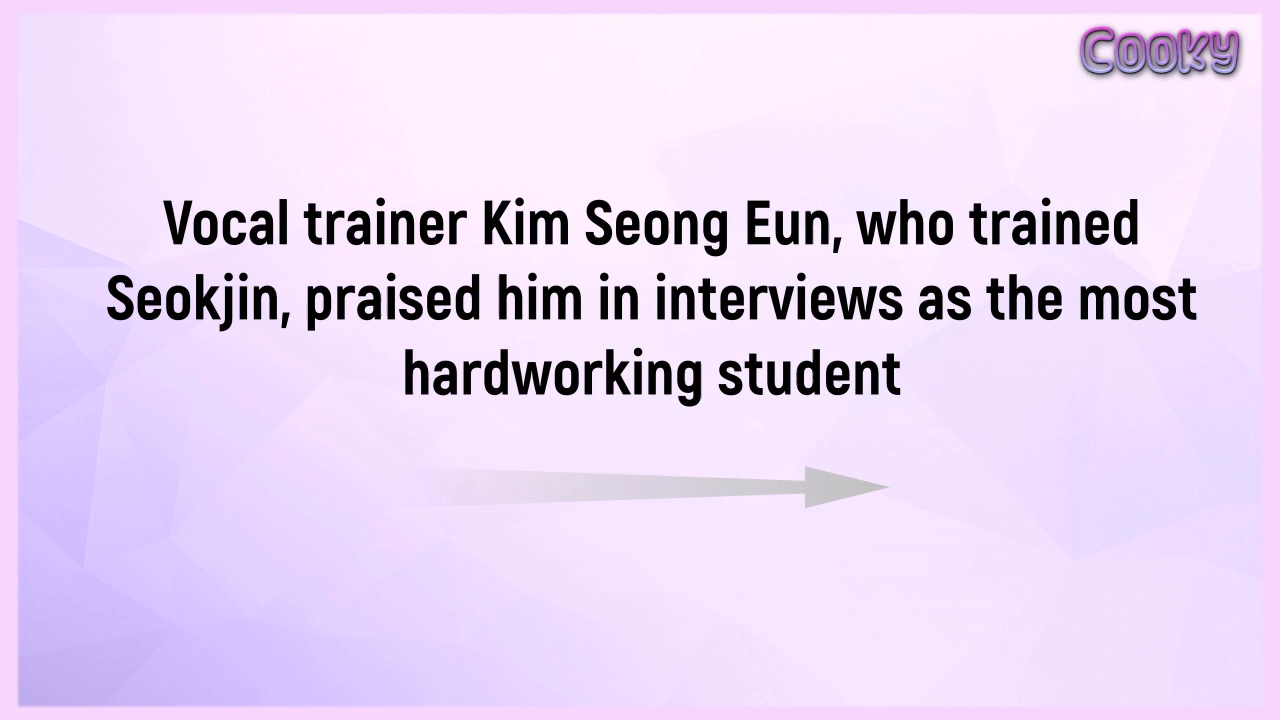 Cooky
Vocal trainer Kim Seong Eun, who trained
Seokjin, praised him in interviews as the most
hardworking student